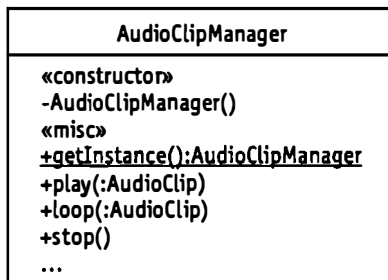 AudioClipManager
«constructor»
-AudioClipManager()
«misc»
+getInstance():AudioClipManager
+play(:AudioClip)
+loop(:AudioClip)
+stop()
...